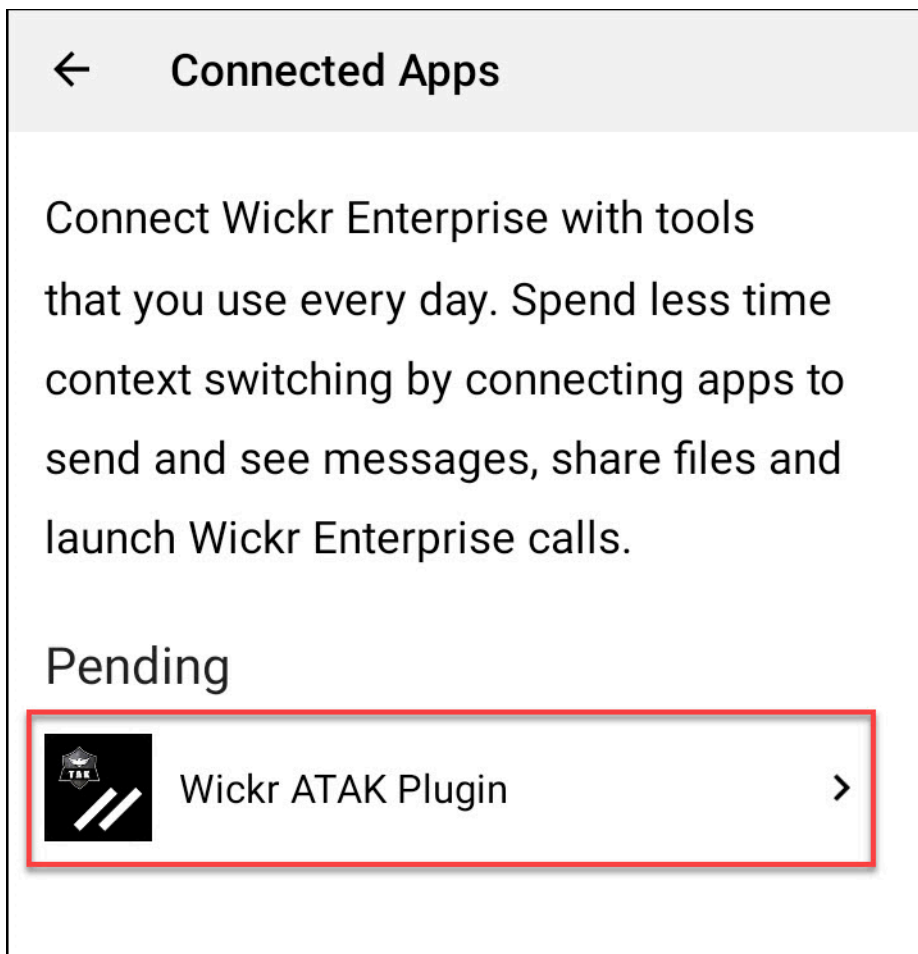 Connected Apps
Connect Wickr Enterprise with tools
that you use every day. Spend less time
context switching by connecting apps to
send and see messages, share files and
launch Wickr Enterprise calls.
Pending
TAK
Wickr ATAK Plugin